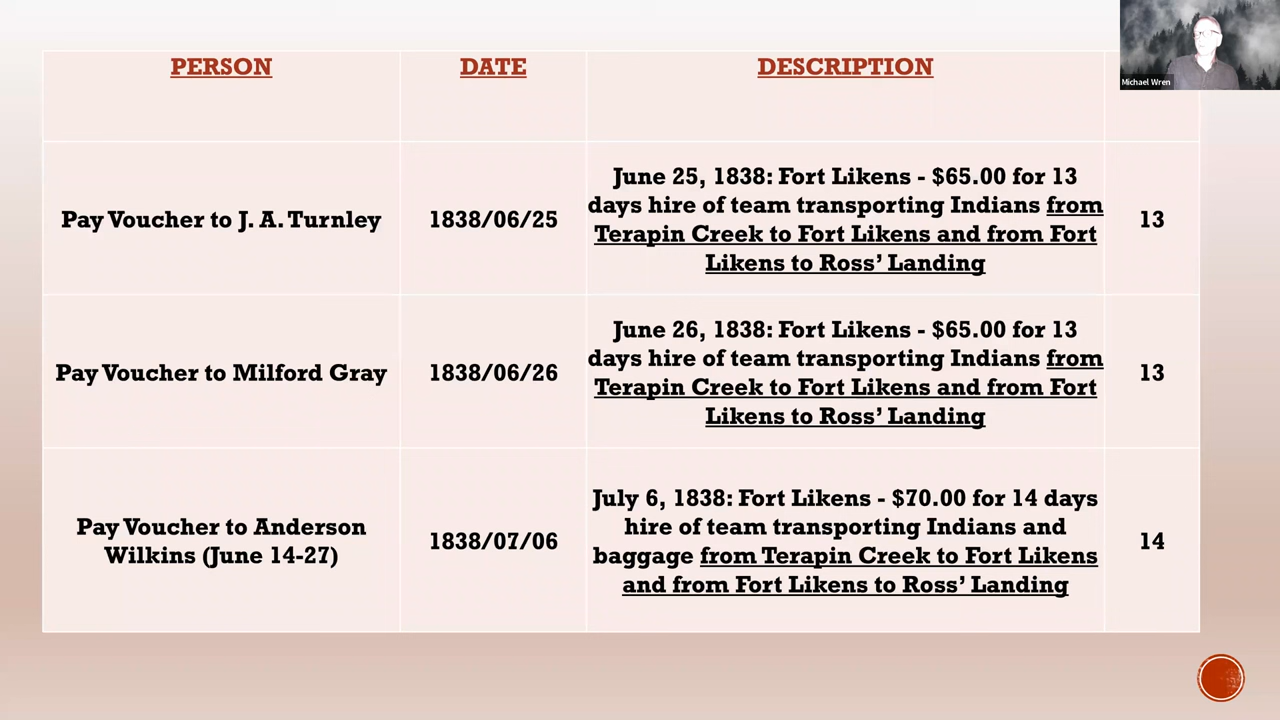 PERSON
DATE
DESCRIPTION
Michael Wren
Pay Voucher to J. A. Turnley
1838/06/25
June 25, 1838: Fort Likens - $65.00 for 13
days hire of team transporting Indians from
Terapin Creek to Fort Likens and from Fort
Likens to Ross’ Landing
13
Pay Voucher to Milford Gray
1838/06/26
June 26, 1838: Fort Likens - $65.00 for 13
days hire of team transporting Indians from
Terapin Creek to Fort Likens and from Fort
Likens to Ross’ Landing
13
Pay Voucher to Anderson
Wilkins (June 14-27)
1838/07/06
July 6, 1838: Fort Likens - $70.00 for 14 days
hire of team transporting Indians and
baggage from Terapin Creek to Fort Likens
and from Fort Likens to Ross’ Landing
14